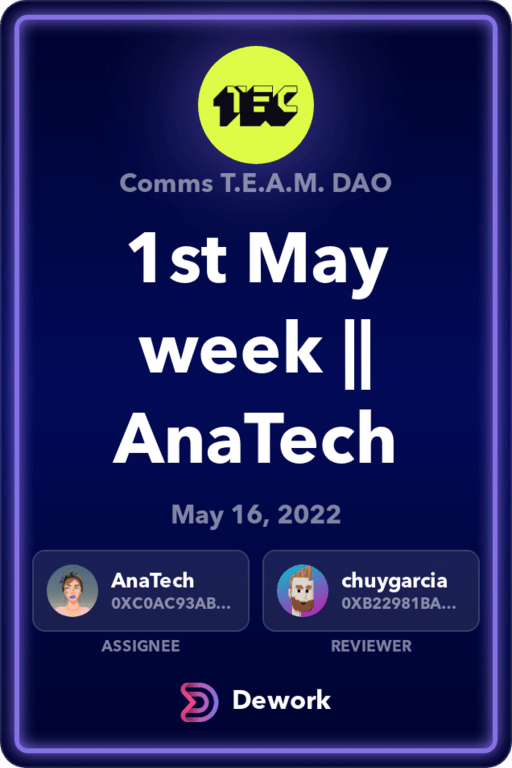 TEC
Comms T.E.A.M. DAO
1st May
week ||
AnaTech
May 16, 2022
AnaTech
0XC0AC93AB...
chuygarcia
0XB22981BA...
ASSIGNEE
REVIEWER
Dework